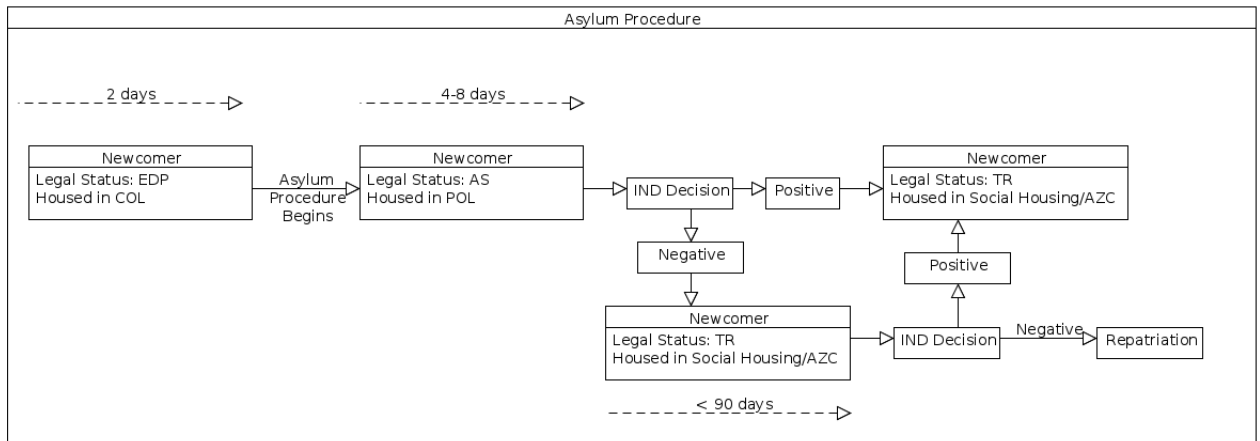 Asylum Procedure
2 days
4-8 days
Newcomer
Legal Status: EDP
Housed in COL
Asylum
Procedure
Begins
Newcomer
Legal Status: AS
Housed in POL
IND Decision
Positive
Newcomer
Legal Status: TR
Housed in Social Housing/AZC
Negative
Positive
Newcomer
Legal Status: TR
Housed in Social Housing/AZC
IND Decision
Negative
Repatriation
< 90 days